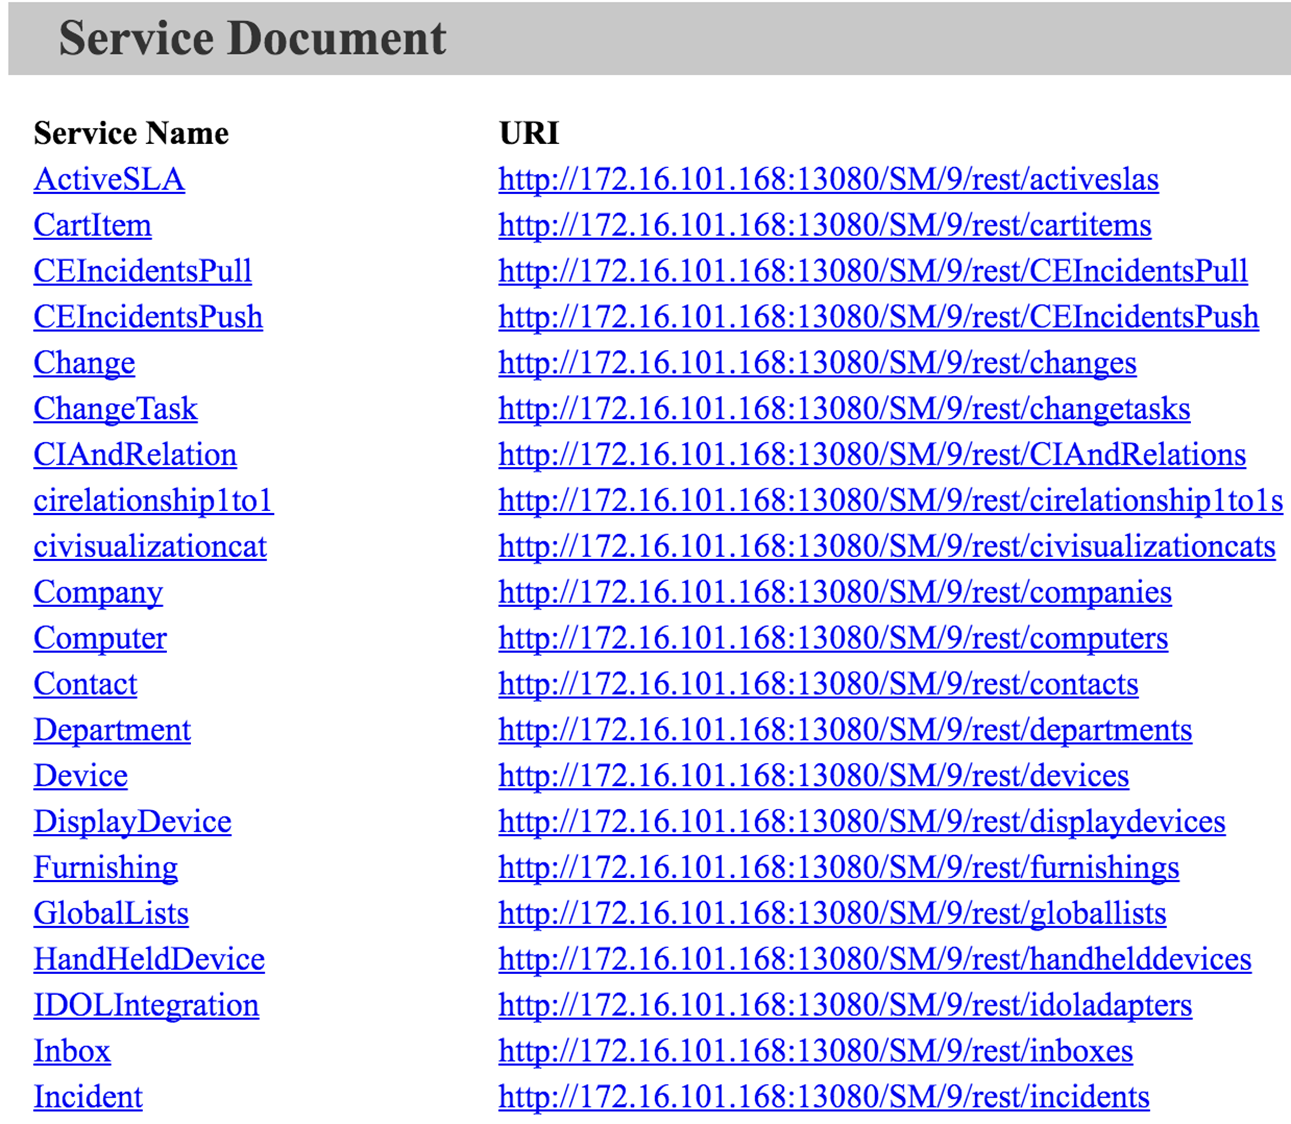 Service Document
Service Name URI
ActiveSLA http://172.16.101.168:13080/SM/9/rest/activeslas
CartItem http://172.16.101.168:13080/SM/9/rest/cartitems
CEIncidentsPull http://172.16.101.168:13080/SM/9/rest/CEIncidentsPull
CEIncidentsPush http://172.16.101.168:13080/SM/9/rest/CEIncidentsPush
Change http://172.16.101.168:13080/SM/9/rest/changes
ChangeTask http://172.16.101.168:13080/SM/9/rest/changetasks
CIAndRelation http://172.16.101.168:13080/SM/9/rest/CIAndRelations
cirelationship1to1 http://172.16.101.168:13080/SM/9/rest/cirelationship1to1s
civisualizationcat http://172.16.101.168:13080/SM/9/rest/civisualizationcats
Company http://172.16.101.168:13080/SM/9/rest/companies
Computer http://172.16.101.168:13080/SM/9/rest/computers
Contact http://172.16.101.168:13080/SM/9/rest/contacts
Department http://172.16.101.168:13080/SM/9/rest/departments
Device http://172.16.101.168:13080/SM/9/rest/devices
DisplayDevice http://172.16.101.168:13080/SM/9/rest/displaydevices
Furnishing http://172.16.101.168:13080/SM/9/rest/furnishings
GlobalLists http://172.16.101.168:13080/SM/9/rest/globallists
HandHeldDevice http://172.16.101.168:13080/SM/9/rest/handhelddevices
IDOLIntegration http://172.16.101.168:13080/SM/9/rest/idoladapters
Inbox http://172.16.101.168:13080/SM/9/rest/inboxes
Incident http://172.16.101.168:13080/SM/9/rest/incidents